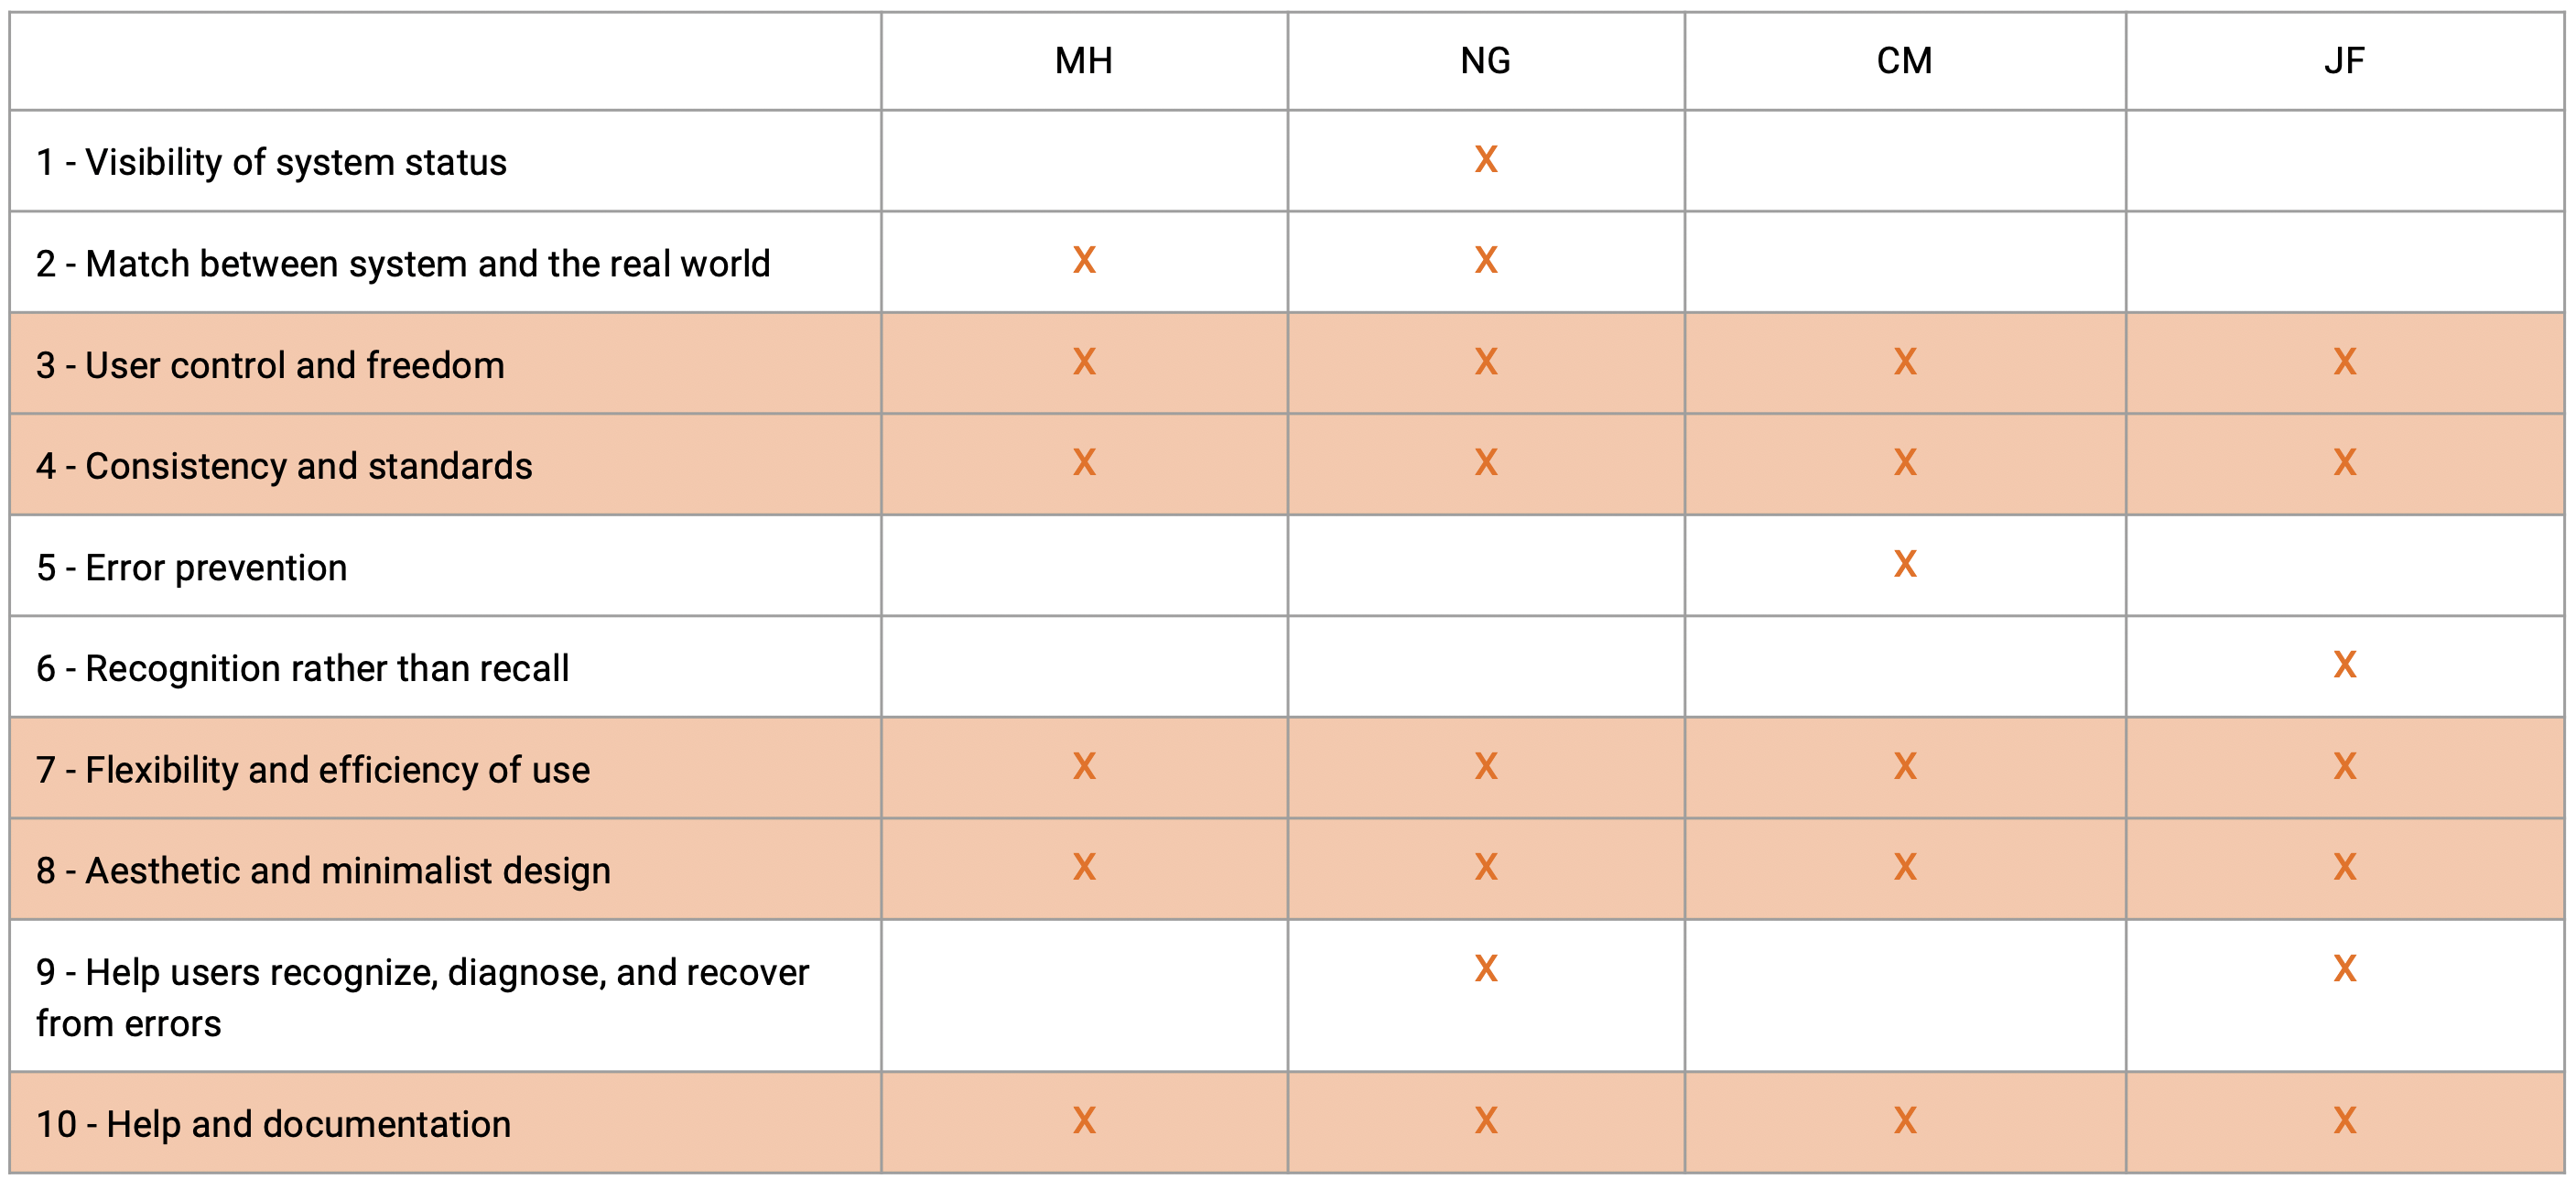 MH NG CM JF
1 - Visibility of system status X
2 - Match between system and the real world X X
3 - User control and freedom X X X X
4 - Consistency and standards X X X X
5 - Error prevention X
6 - Recognition rather than recall X
7 - Flexibility and efficiency of use X X X X
8 - Aesthetic and minimalist design X X X X
9 - Help users recognize, diagnose, and recover X X
from errors
10 - Help and documentation X X X X